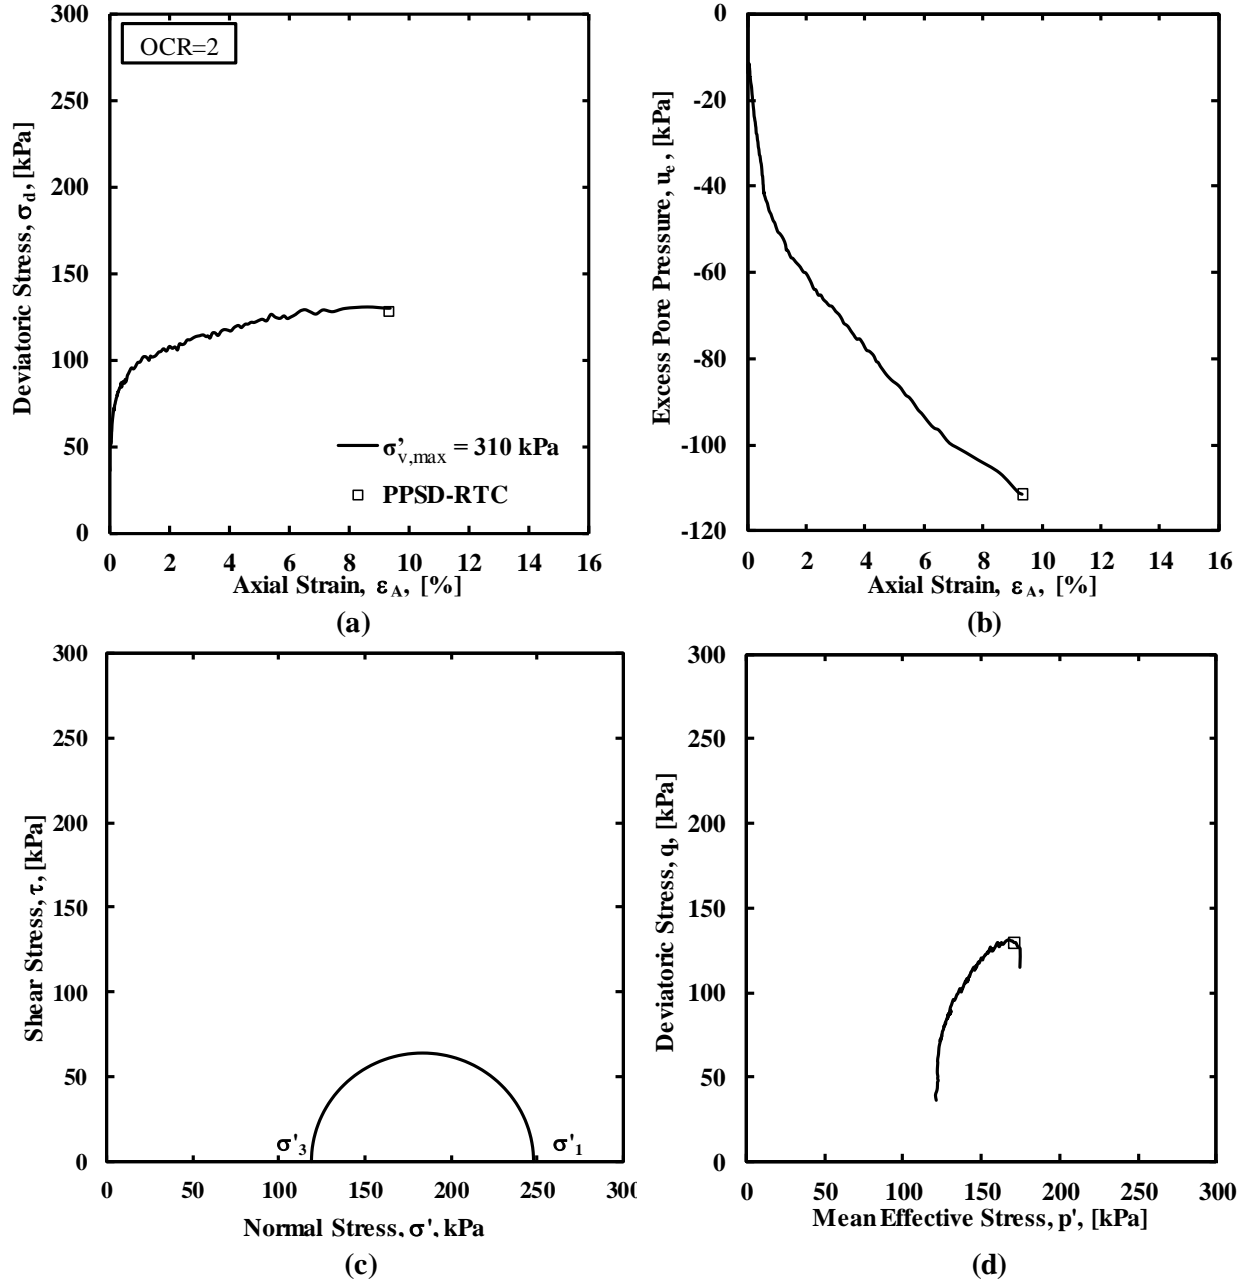 OCR=2
Deviatoric Stress, σd, [kPa]
300
250
200
150
100
50
0
σ'v,max = 310 kPa
PPSD-RTC
0 2 4 6 8 10 12 14 16
Axial Strain, εA, [%]
(a)
Excess Pore Pressure, ue, [kPa]
0
-20
-40
-60
-80
-100
-120
0 2 4 6 8 10 12 14 16
Axial Strain, εA, [%]
(b)
Shear Stress, τ, [kPa]
300
250
200
150
100
50
0
σ'3 σ'1
0 50 100 150 200 250 300
Normal Stress, σ', kPa
(c)
Deviatoric Stress, q, [kPa]
300
250
200
150
100
50
0
0 50 100 150 200 250 300
Mean Effective Stress, p', [kPa]
(d)